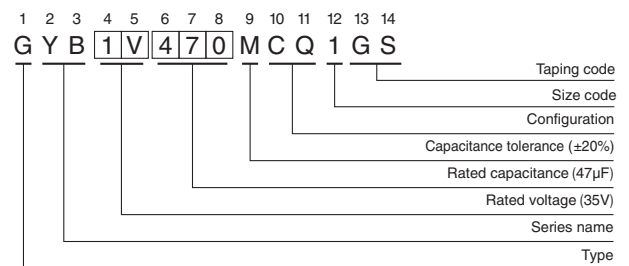 1 2 3 4 5 6 7 8 9 10 11 12 13 14
G Y B 1 V 4 7 0 M C Q 1 G S
Taping code
Size code
Configuration
Capacitance tolerance (±20%)
Rated capacitance (47µF)
Rated voltage (35V)
Series name
Type